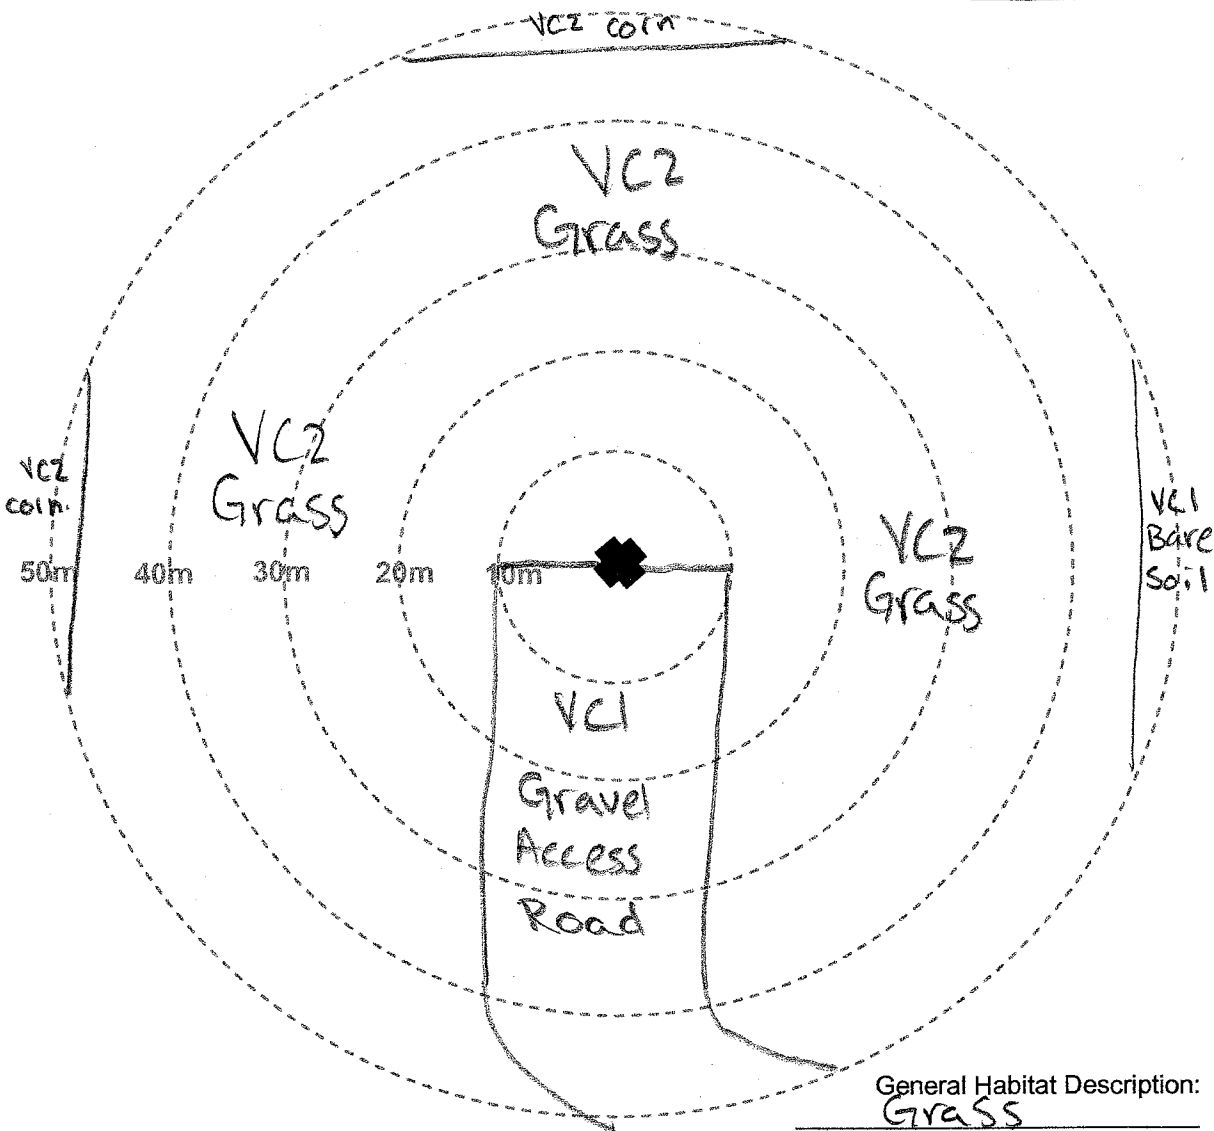 VC2 corn
VC2
Grass
VC2
Grass
VC2
corn
50m 40m 30m 20m 10m
VC2
Grass
VC1
Bare
Soil
VC1
Gravel
Access
Road
General Habitat Description:
Grass